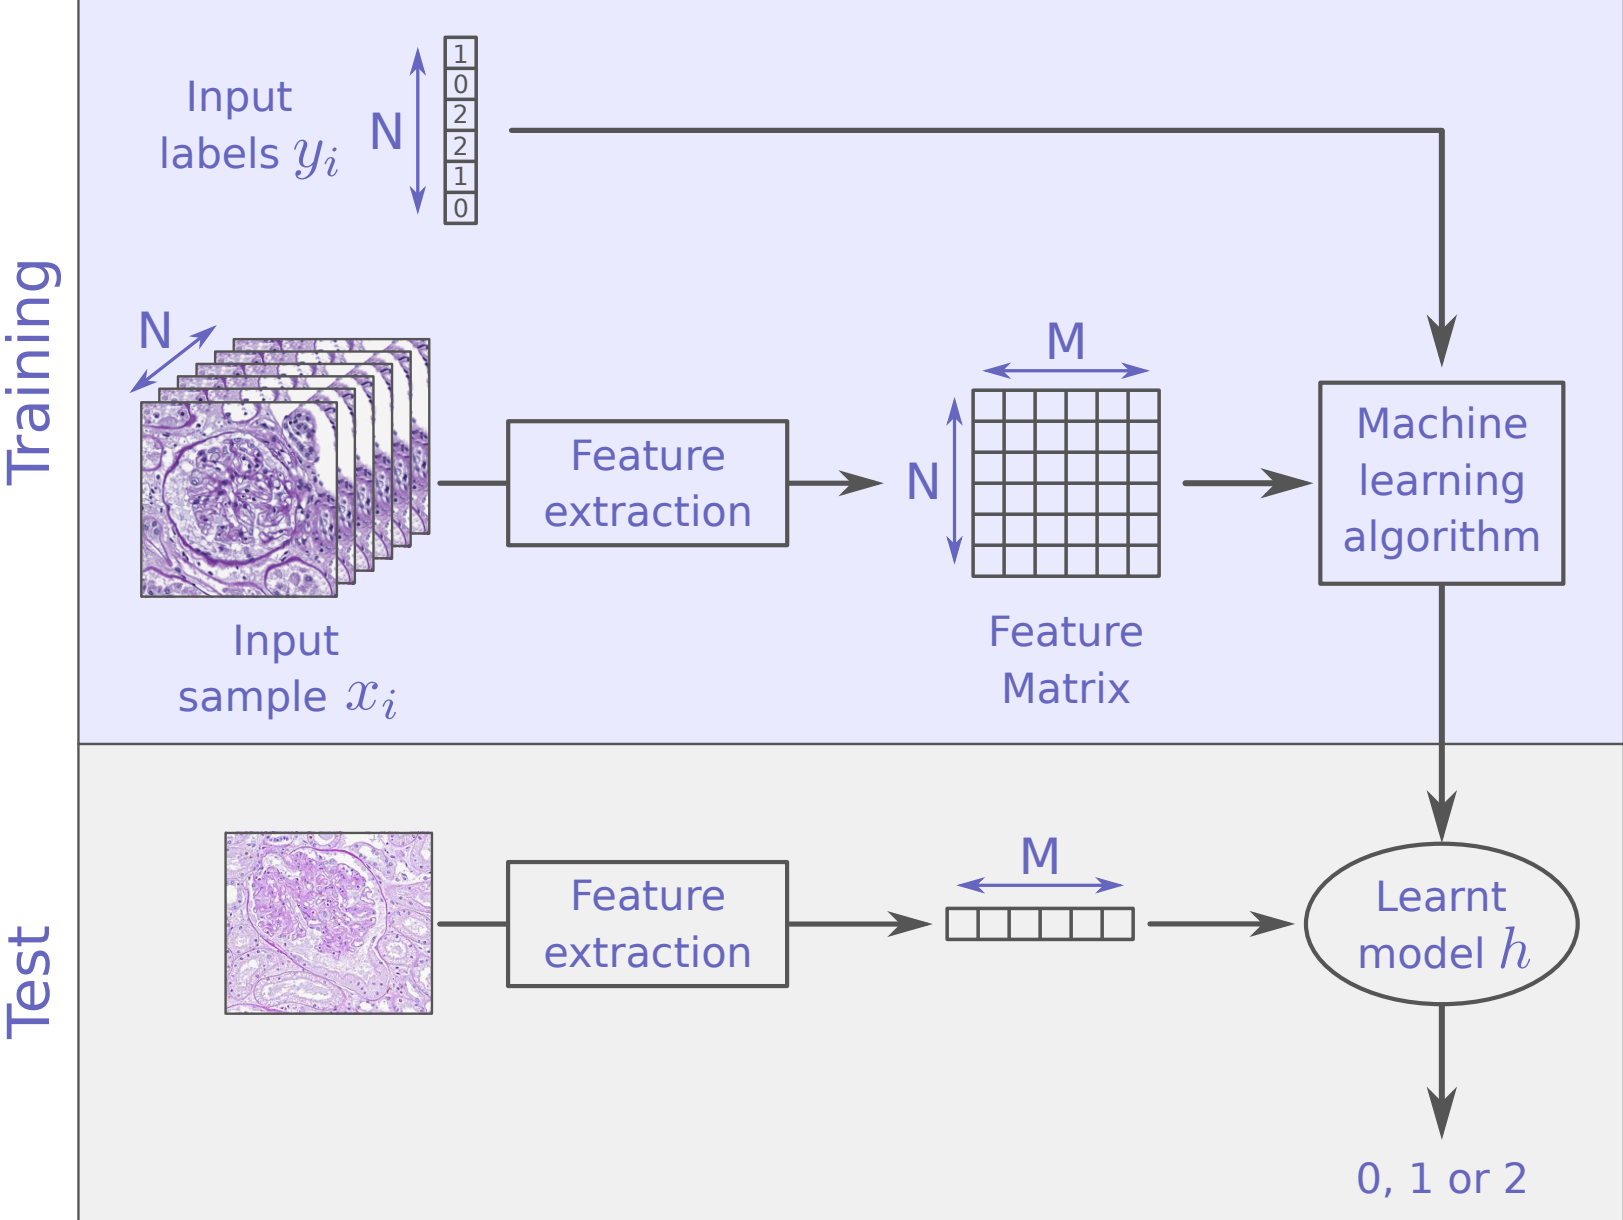 Training
Input
labels yᵢ
N
1
0
2
2
1
0
N
Input
sample xᵢ
Feature
extraction
M
N
Feature
Matrix
Machine
learning
algorithm
Test
Feature
extraction
M
Learnt
model h
0, 1 or 2